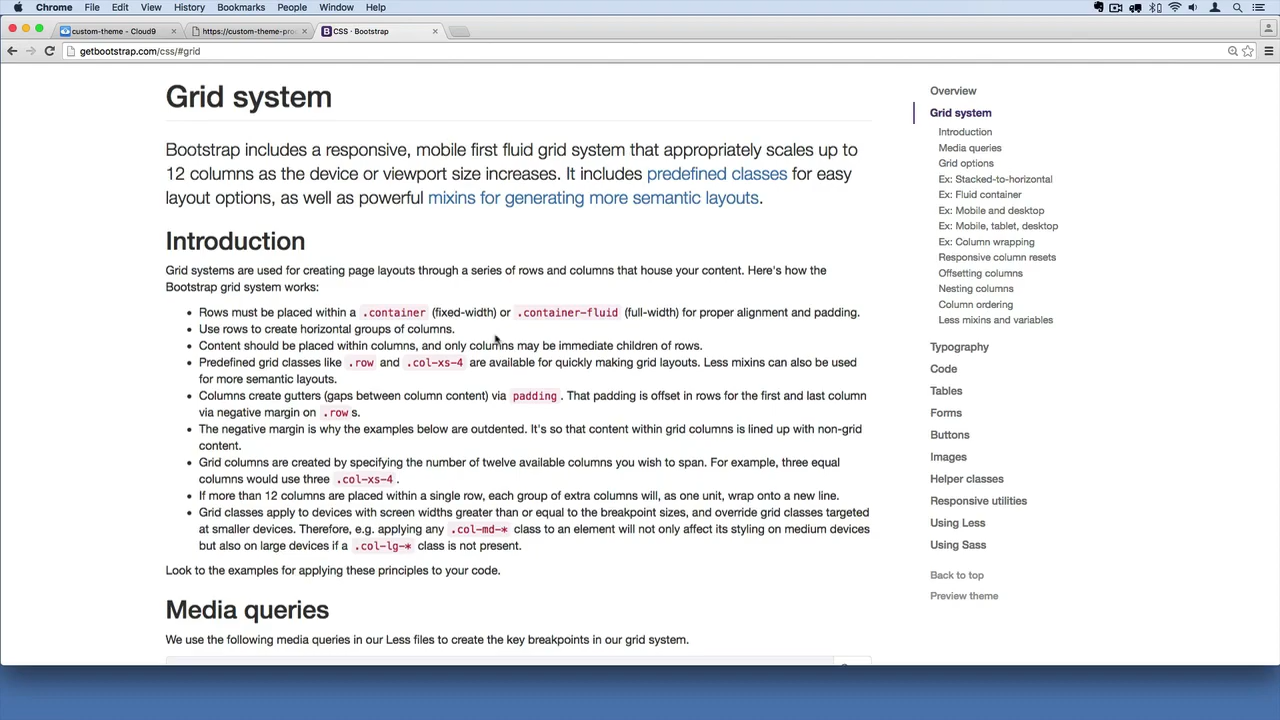 Chrome File Edit View History Bookmarks People Window Help
custom-theme - Cloud9
https://custom-theme-pro
CSS · Bootstrap
getbootstrap.com/css/#grid
Grid system
Bootstrap includes a responsive, mobile first fluid grid system that appropriately scales up to
12 columns as the device or viewport size increases. It includes predefined classes for easy
layout options, as well as powerful mixins for generating more semantic layouts.
Introduction
Grid systems are used for creating page layouts through a series of rows and columns that house your content. Here's how the
Bootstrap grid system works:
Rows must be placed within a .container (fixed-width) or .container-fluid (full-width) for proper alignment and padding.
Use rows to create horizontal groups of columns.
Content should be placed within columns, and only columns may be immediate children of rows.
Predefined grid classes like .row and .col-xs-4 are available for quickly making grid layouts. Less mixins can also be used
for more semantic layouts.
Columns create gutters (gaps between column content) via padding. That padding is offset in rows for the first and last column
via negative margin on .row s.
The negative margin is why the examples below are outdented. It's so that content within grid columns is lined up with non-grid
content.
Grid columns are created by specifying the number of twelve available columns you wish to span. For example, three equal
columns would use three .col-xs-4.
If more than 12 columns are placed within a single row, each group of extra columns will, as one unit, wrap onto a new line.
Grid classes apply to devices with screen widths greater than or equal to the breakpoint sizes, and override grid classes targeted
at smaller devices. Therefore, e.g. applying any .col-md-* class to an element will not only affect its styling on medium devices
but also on large devices if a .col-lg-* class is not present.
Look to the examples for applying these principles to your code.
Media queries
We use the following media queries in our Less files to create the key breakpoints in our grid system.
Overview
Grid system
Introduction
Media queries
Grid options
Ex: Stacked-to-horizontal
Ex: Fluid container
Ex: Mobile and desktop
Ex: Mobile, tablet, desktop
Ex: Column wrapping
Responsive column resets
Offsetting columns
Nesting columns
Column ordering
Less mixins and variables
Typography
Code
Tables
Forms
Buttons
Images
Helper classes
Responsive utilities
Using Less
Using Sass
Back to top
Preview theme